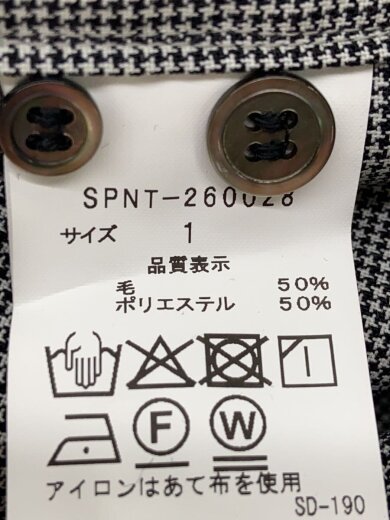 SPNT-260028
サイズ 1
品質表示
毛 50%
ポリエステル 50%
F W
アイロンはあて布を使用
SD-190